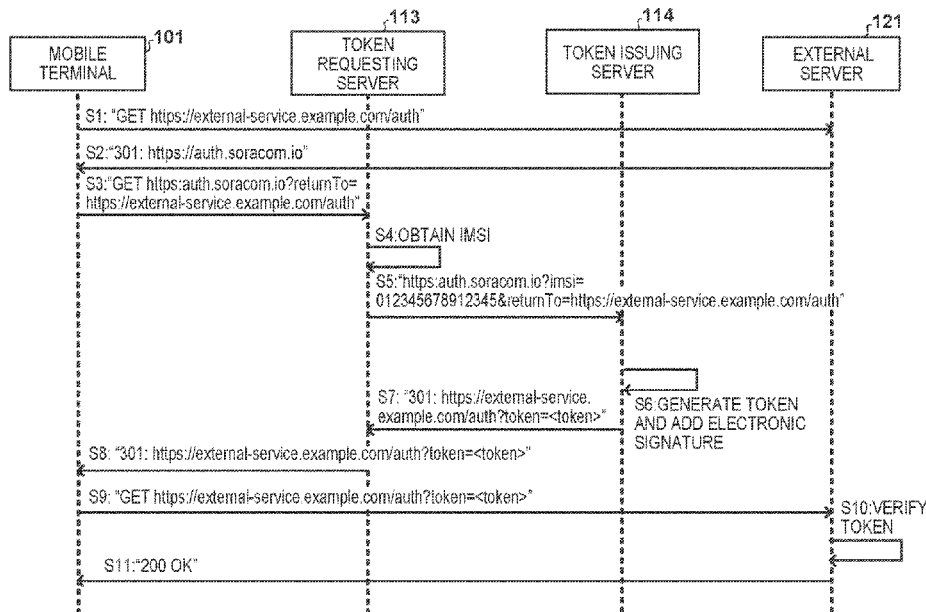 101
113
114
121
MOBILE
TERMINAL
TOKEN
REQUESTING
SERVER
TOKEN ISSUING
SERVER
EXTERNAL
SERVER
S1: "GET https://external-service.example.com/auth"
S2:"301: https://auth.soracom.io"
S3:"GET https:auth.soracom.io?returnTo=
https://external-service.example.com/auth"
S4:OBTAIN IMSI
S5:"https:auth.soracom.io?imsi=
012345678912345&returnTo=https://external-service.example.com/auth"
S6:GENERATE TOKEN
AND ADD ELECTRONIC
SIGNATURE
S7: "301: https://external-service.
example.com/auth?token=<token>"
S8: "301: https://external-service.example.com/auth?token=<token>"
S9: "GET https://external-service.example.com/auth?token=<token>"
S10:VERIFY
TOKEN
S11:"200 OK"